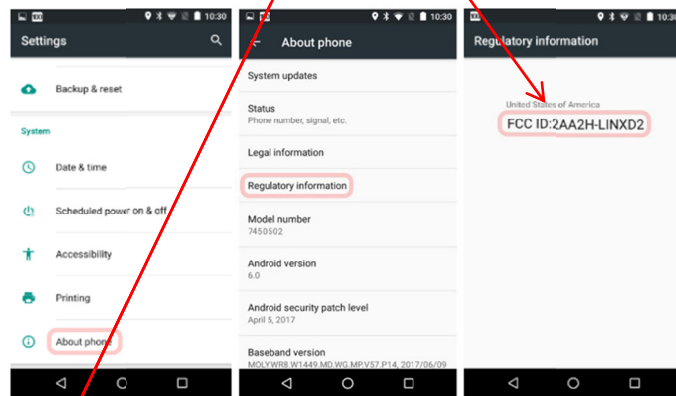 10:30
Settings
Backup & reset
System
Date & time
Scheduled power on & off
Accessibility
Printing
About phone
10:30
About phone
System updates
Status
Phone number, signal, etc.
Legal information
Regulatory information
Model number
7450502
Android version
6.0
Android security patch level
April 5, 2017
Baseband version
MOLYWR8.W1449.MD.WG.MP.V57.P14, 2017/06/09
10:30
Regulatory information
United States of America
FCC ID:2AA2H-LINXD2